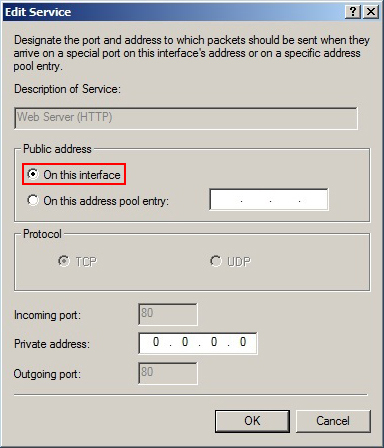 Edit Service
Designate the port and address to which packets should be sent when they
arrive on a special port on this interface's address or on a specific address
pool entry.
Description of Service:
Web Server (HTTP)
Public address
On this interface
On this address pool entry: . . .
Protocol
TCP UDP
Incoming port: 80
Private address: 0 . 0 . 0 . 0
Outgoing port: 80
OK Cancel